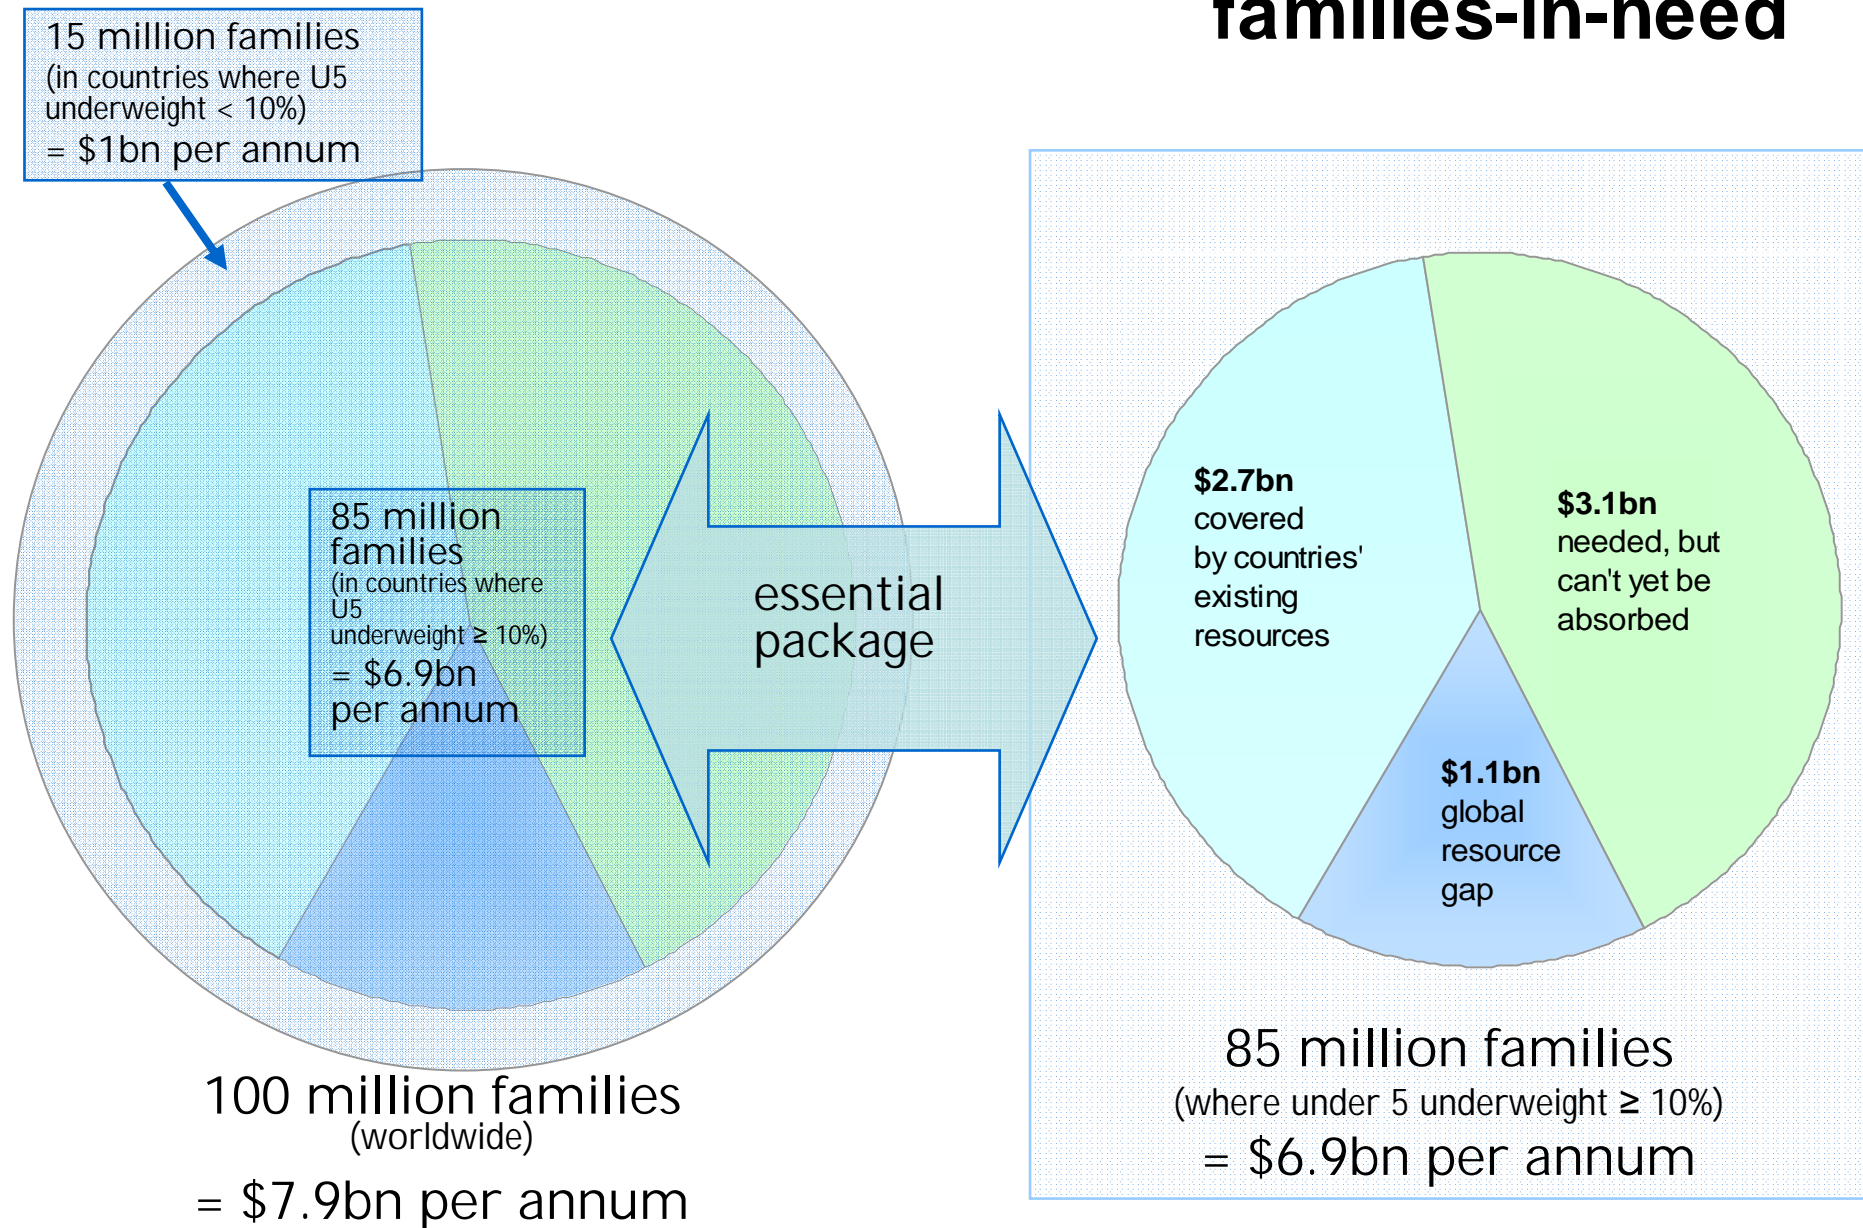 families-in-need
15 million families
(in countries where U5
underweight < 10%)
= $1bn per annum
85 million
families
(in countries where
U5
underweight ≥ 10%)
= $6.9bn
per annum
essential
package
100 million families
(worldwide)
= $7.9bn per annum
$2.7bn
covered
by countries'
existing
resources
$3.1bn
needed, but
can't yet be
absorbed
$1.1bn
global
resource
gap
85 million families
(where under 5 underweight ≥ 10%)
= $6.9bn per annum